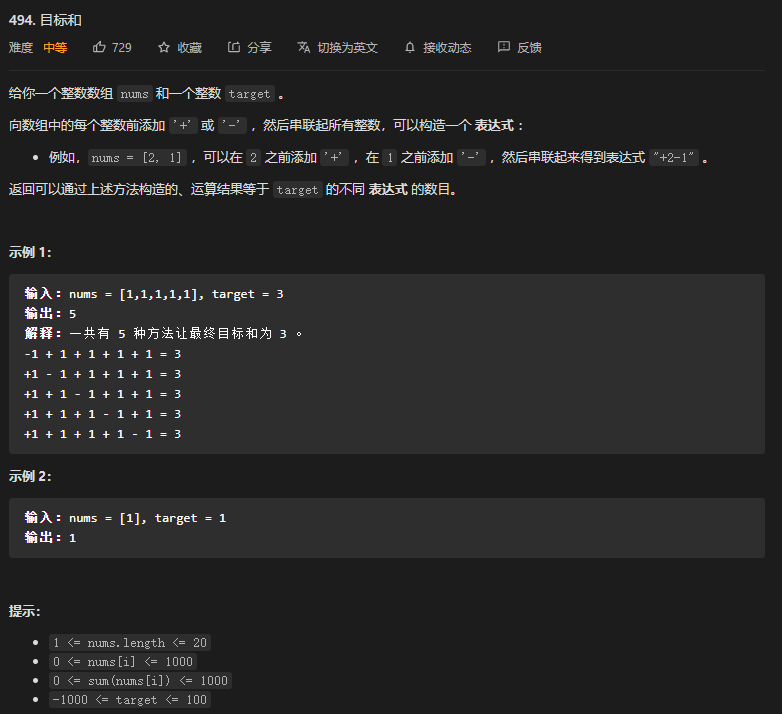 494. 目标和
难度 中等 729 收藏 分享 切换为英文 接收动态 反馈
给你一个整数数组 nums 和一个整数 target 。
向数组中的每个整数前添加 '+' 或 '-' ，然后串联起所有整数，可以构造一个 表达式 ：
• 例如，nums = [2, 1] ，可以在 2 之前添加 '+' ，在 1 之前添加 '-' ，然后串联起来得到表达式 "+2-1" 。
返回可以通过上述方法构造的、运算结果等于 target 的不同 表达式 的数目。
示例 1：
输入：nums = [1,1,1,1,1], target = 3
输出：5
解释：一共有 5 种方法让最终目标和为 3 。
-1 + 1 + 1 + 1 + 1 = 3
+1 - 1 + 1 + 1 + 1 = 3
+1 + 1 - 1 + 1 + 1 = 3
+1 + 1 + 1 - 1 + 1 = 3
+1 + 1 + 1 + 1 - 1 = 3
示例 2：
输入：nums = [1], target = 1
输出：1
提示：
• 1 <= nums.length <= 20
• 0 <= nums[i] <= 1000
• 0 <= sum(nums[i]) <= 1000
• -1000 <= target <= 100